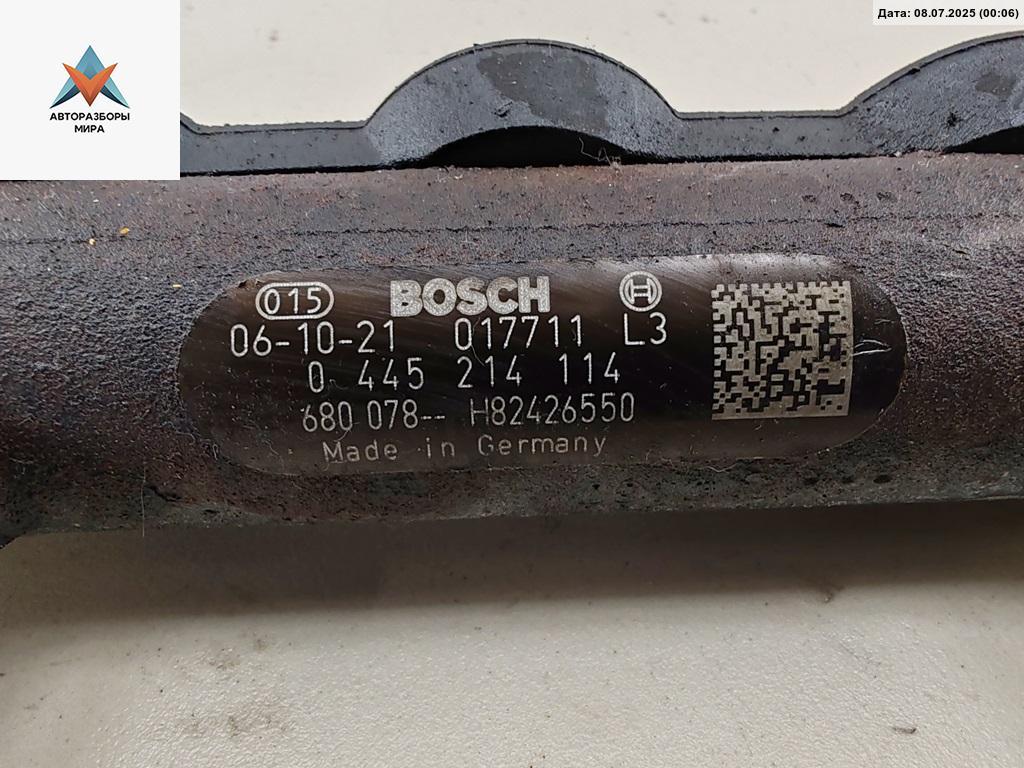 Дата: 08.07.2025 (00:06)
АВТОРАЗБОРЫ
МИРА
015 BOSCH H
06-10-21 017711 L3
0 445 214 114
680 078-- H82426550
Made in Germany